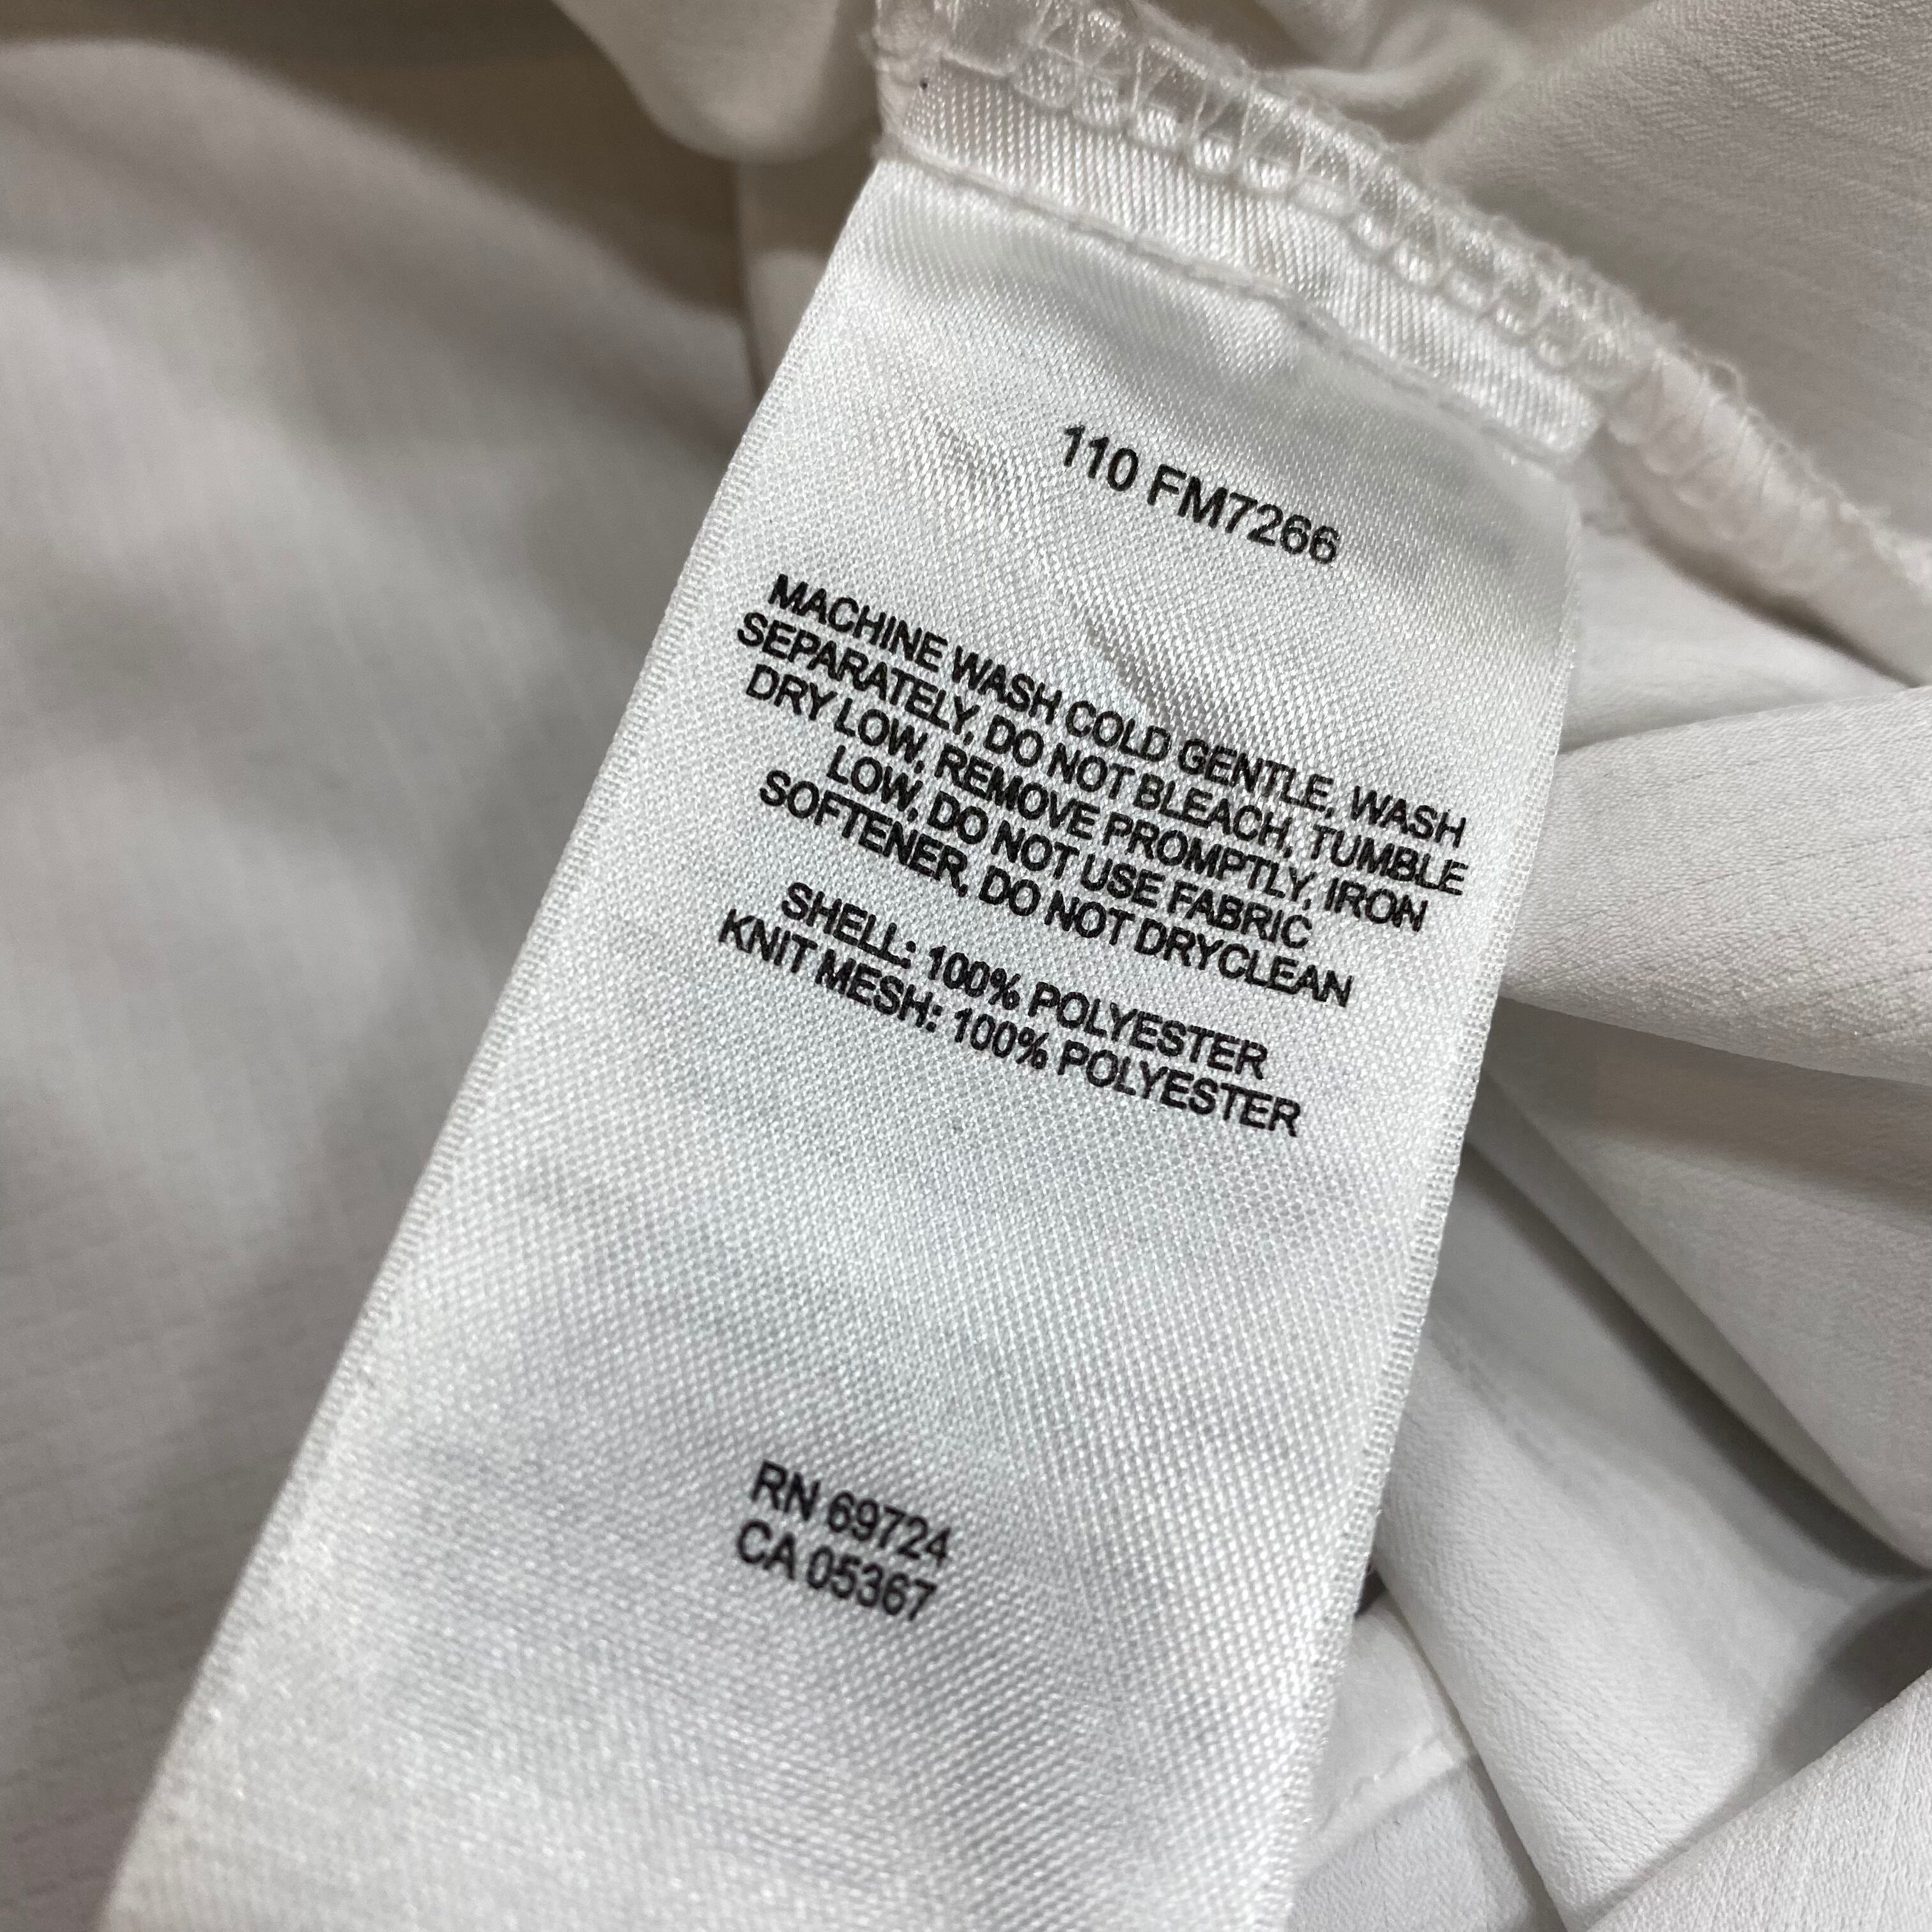 110 FM7266
MACHINE WASH COLD GENTLE, WASH
SEPARATELY, DO NOT BLEACH, TUMBLE
DRY LOW, REMOVE PROMPTLY, IRON
LOW, DO NOT USE FABRIC
SOFTENER, DO NOT DRYCLEAN
SHELL: 100% POLYESTER
KNIT MESH: 100% POLYESTER
RN 69724
CA 05367